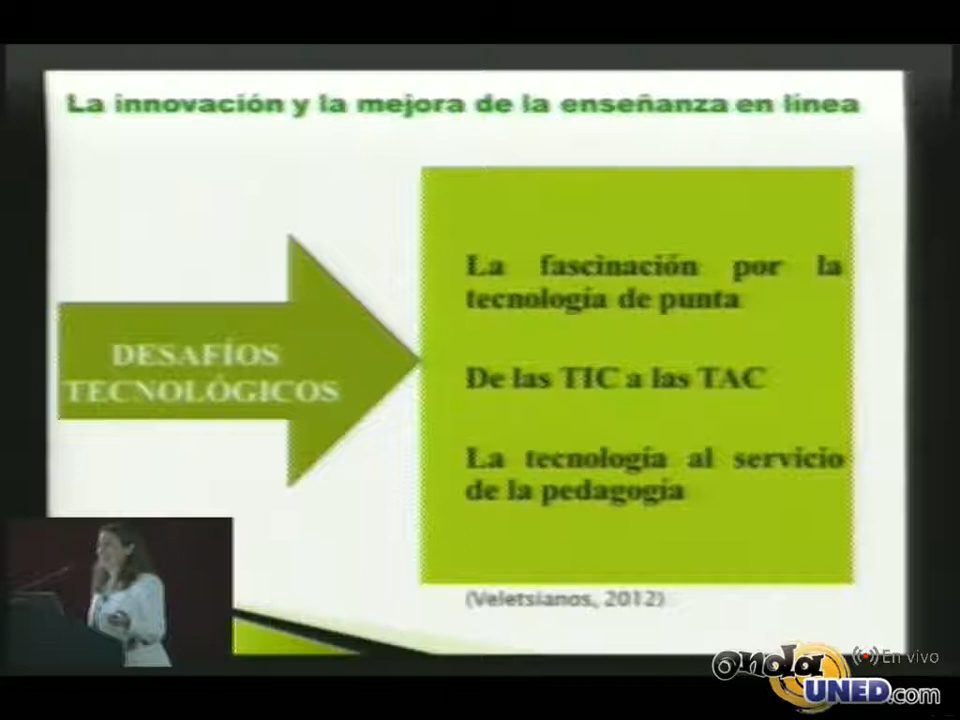 La innovación y la mejora de la enseñanza en línea
DESAFÍOS
TECNOLÓGICOS
La fascinación por la
tecnología de punta
De las TIC a las TAC
La tecnología al servicio
de la pedagogía
(Veletsianos, 2012)
En vivo
onda
UNED.com